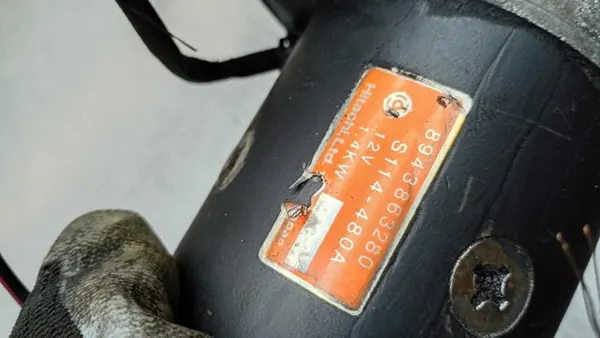 8943863280
S114-480A
12V 1.4KW
Hitachi, Ltd.